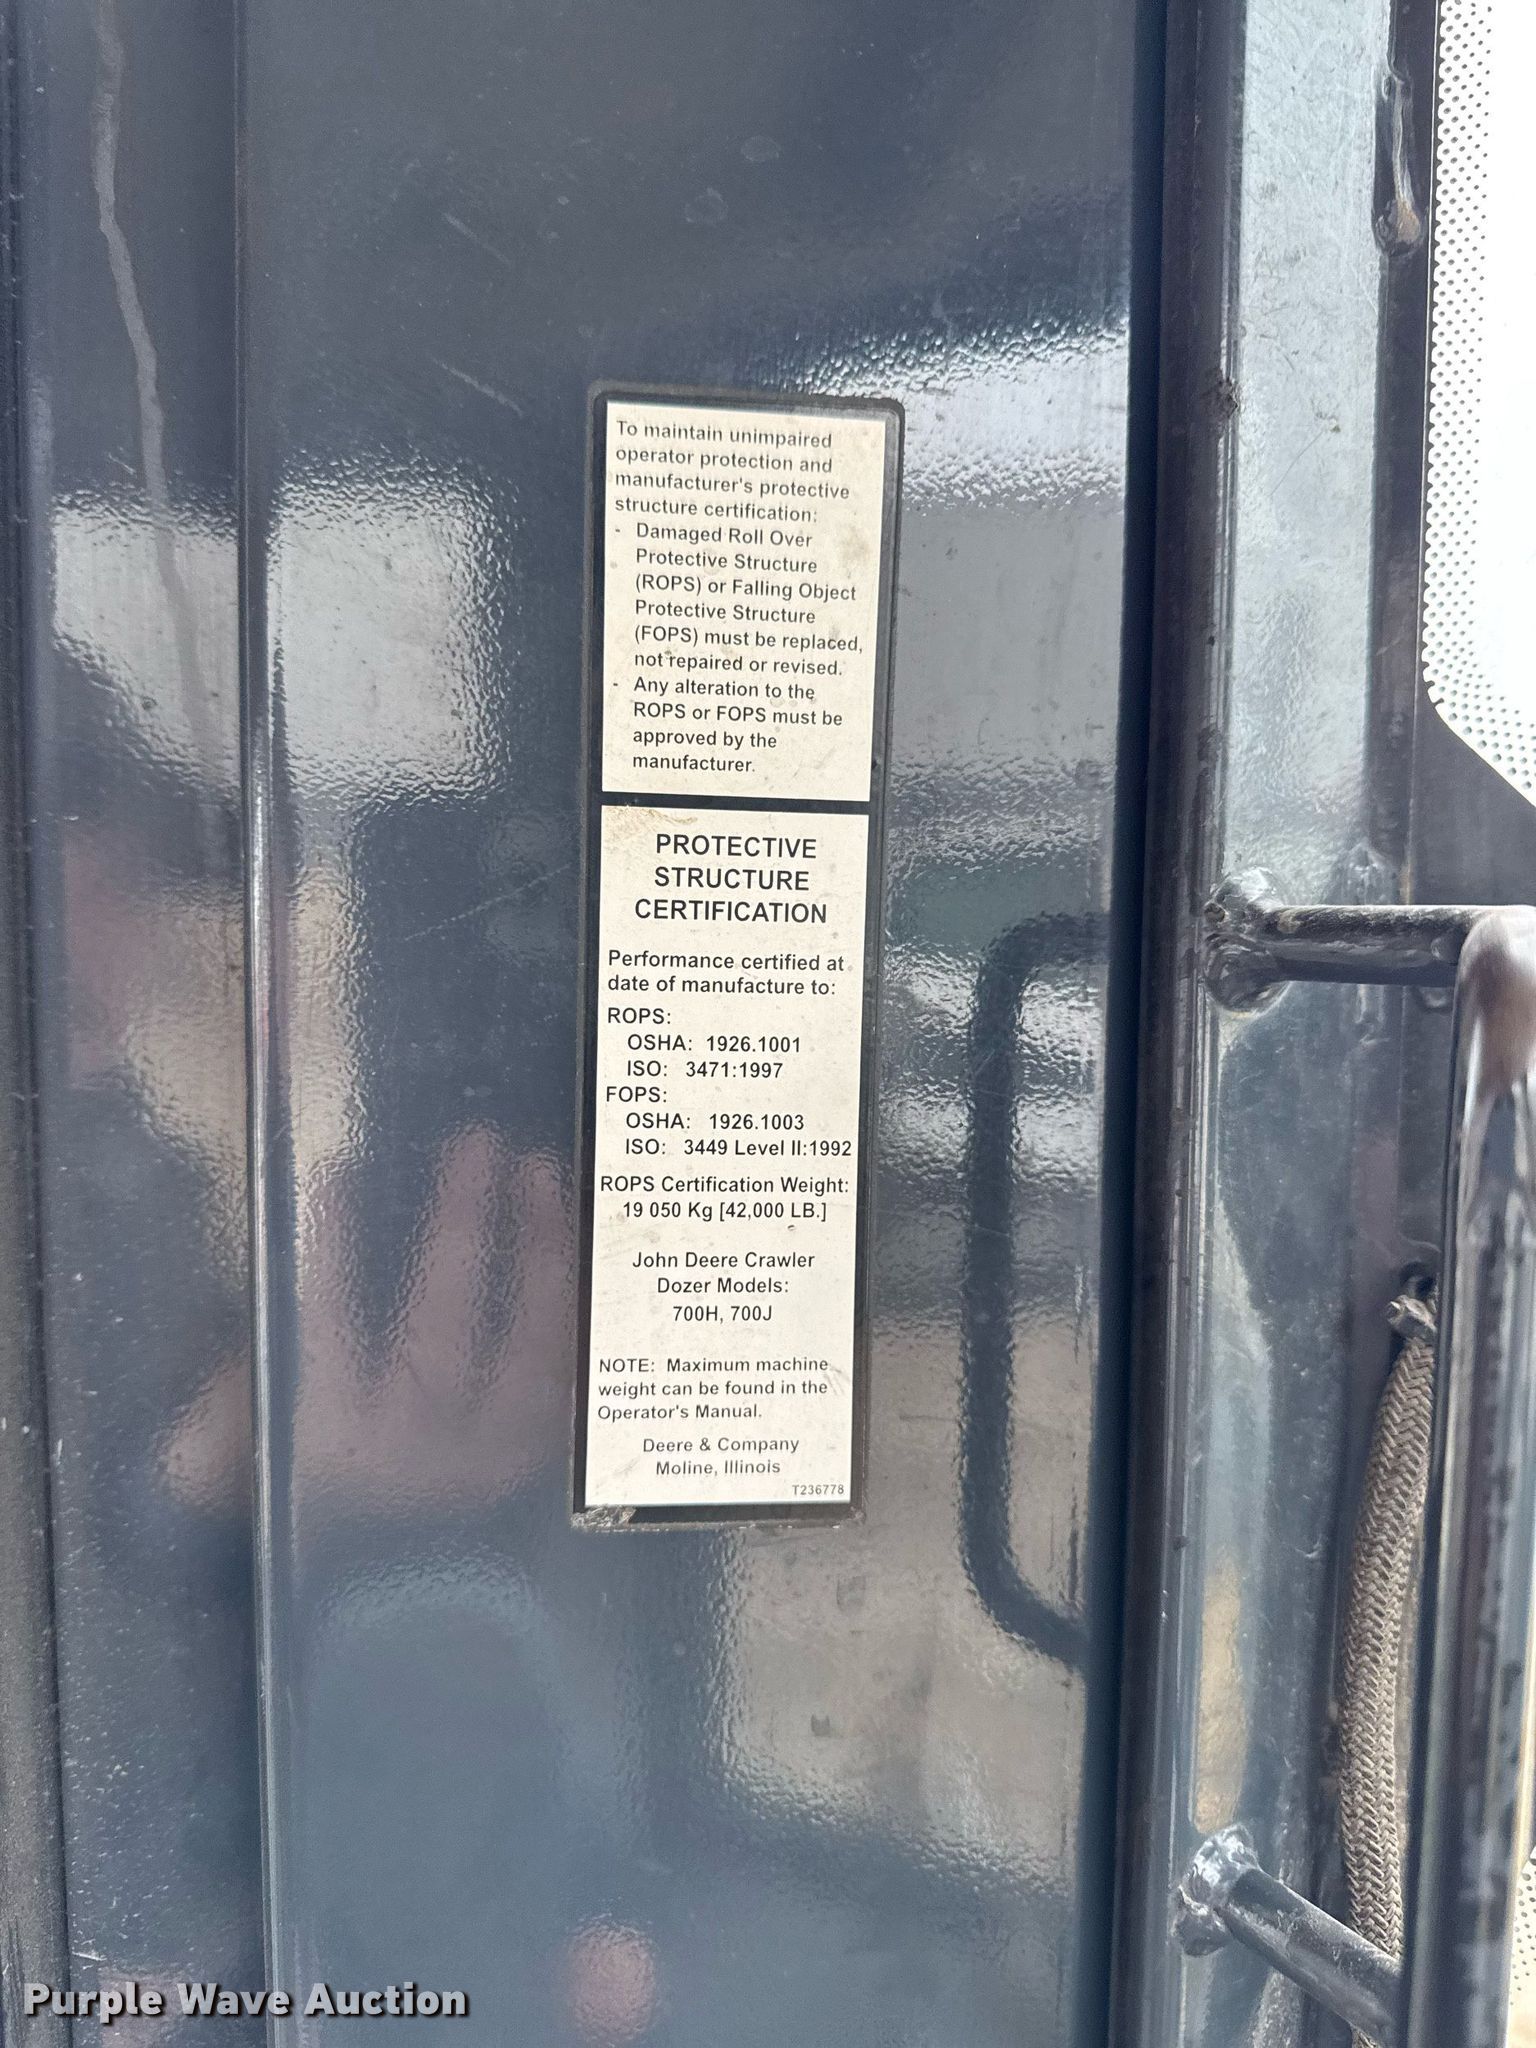 To maintain unimpaired
operator protection and
manufacturer's protective
structure certification:
- Damaged Roll Over
Protective Structure
(ROPS) or Falling Object
Protective Structure
(FOPS) must be replaced,
not repaired or revised.
- Any alteration to the
ROPS or FOPS must be
approved by the
manufacturer.
PROTECTIVE
STRUCTURE
CERTIFICATION
Performance certified at
date of manufacture to:
ROPS:
OSHA: 1926.1001
ISO: 3471:1997
FOPS:
OSHA: 1926.1003
ISO: 3449 Level II:1992
ROPS Certification Weight:
19 050 Kg [42,000 LB.]
John Deere Crawler
Dozer Models:
700H, 700J
NOTE: Maximum machine
weight can be found in the
Operator's Manual.
Deere & Company
Moline, Illinois
T236778
Purple Wave Auction